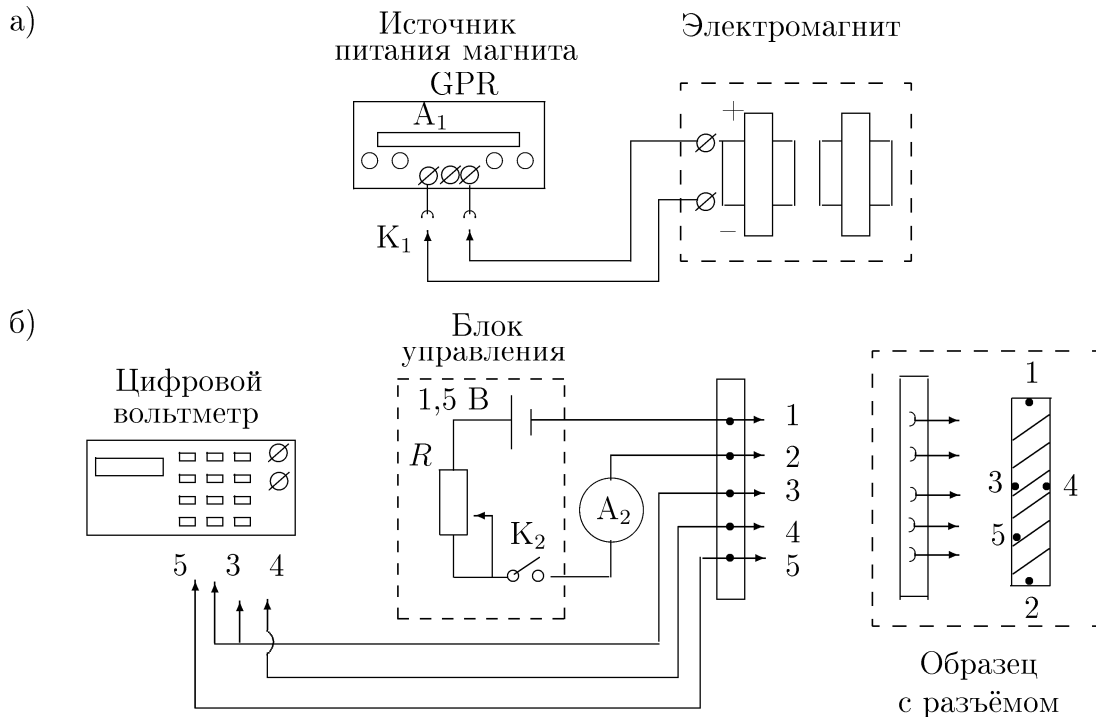 а)
Источник
питания магнита
GPR
A₁
K₁
Электромагнит
+
−
б)
Цифровой
вольтметр
5 3 4
Блок
управления
1,5 В
R
K₂
A₂
1
2
3
4
5
1
3
4
5
2
Образец
с разъёмом